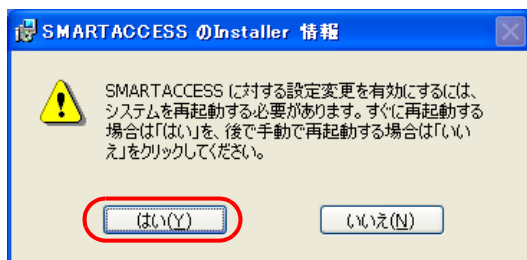 SMARTACCESS のInstaller 情報
SMARTACCESS に対する設定変更を有効にするには、
システムを再起動する必要があります。すぐに再起動する
場合は「はい」を、後で手動で再起動する場合は「いい
え」をクリックしてください。
はい(Y)
いいえ(N)